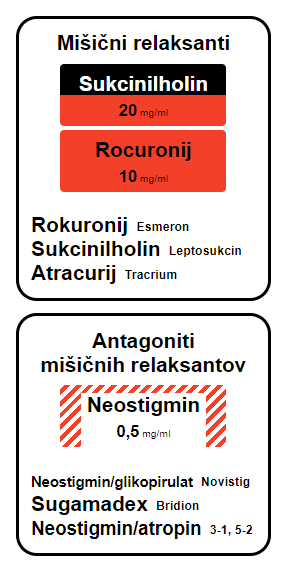 Mišični relaksanti
Sukcinilholin
20 mg/ml
Rocuronij
10 mg/ml
Rokuronij Esmeron
Sukcinilholin Leptosukcin
Atracurij Tracrium
Antagoniti
mišičnih relaksantov
Neostigmin
0,5 mg/ml
Neostigmin/glikopirulat Novistig
Sugamadex Bridion
Neostigmin/atropin 3-1, 5-2